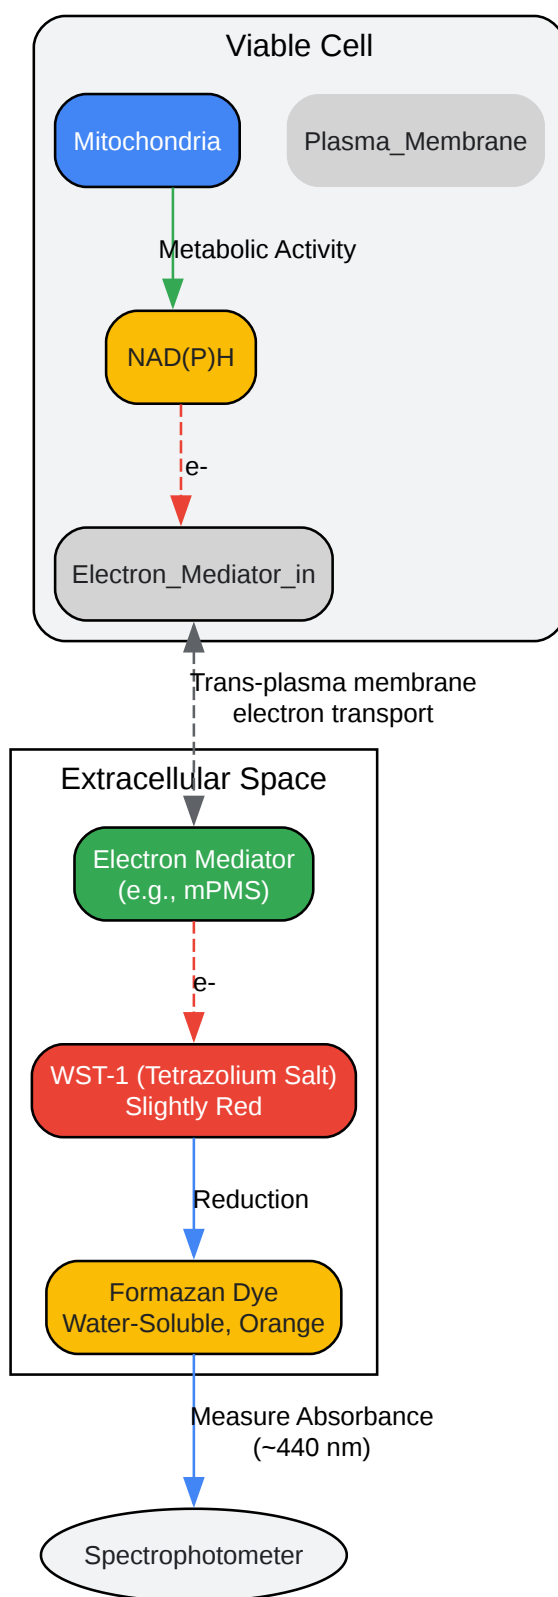 Viable Cell
Mitochondria
Plasma_Membrane
Metabolic Activity
NAD(P)H
e-
Electron_Mediator_in
Trans-plasma membrane
electron transport
Extracellular Space
Electron Mediator
(e.g., mPMS)
e-
WST-1 (Tetrazolium Salt)
Slightly Red
Reduction
Formazan Dye
Water-Soluble, Orange
Measure Absorbance
(~440 nm)
Spectrophotometer